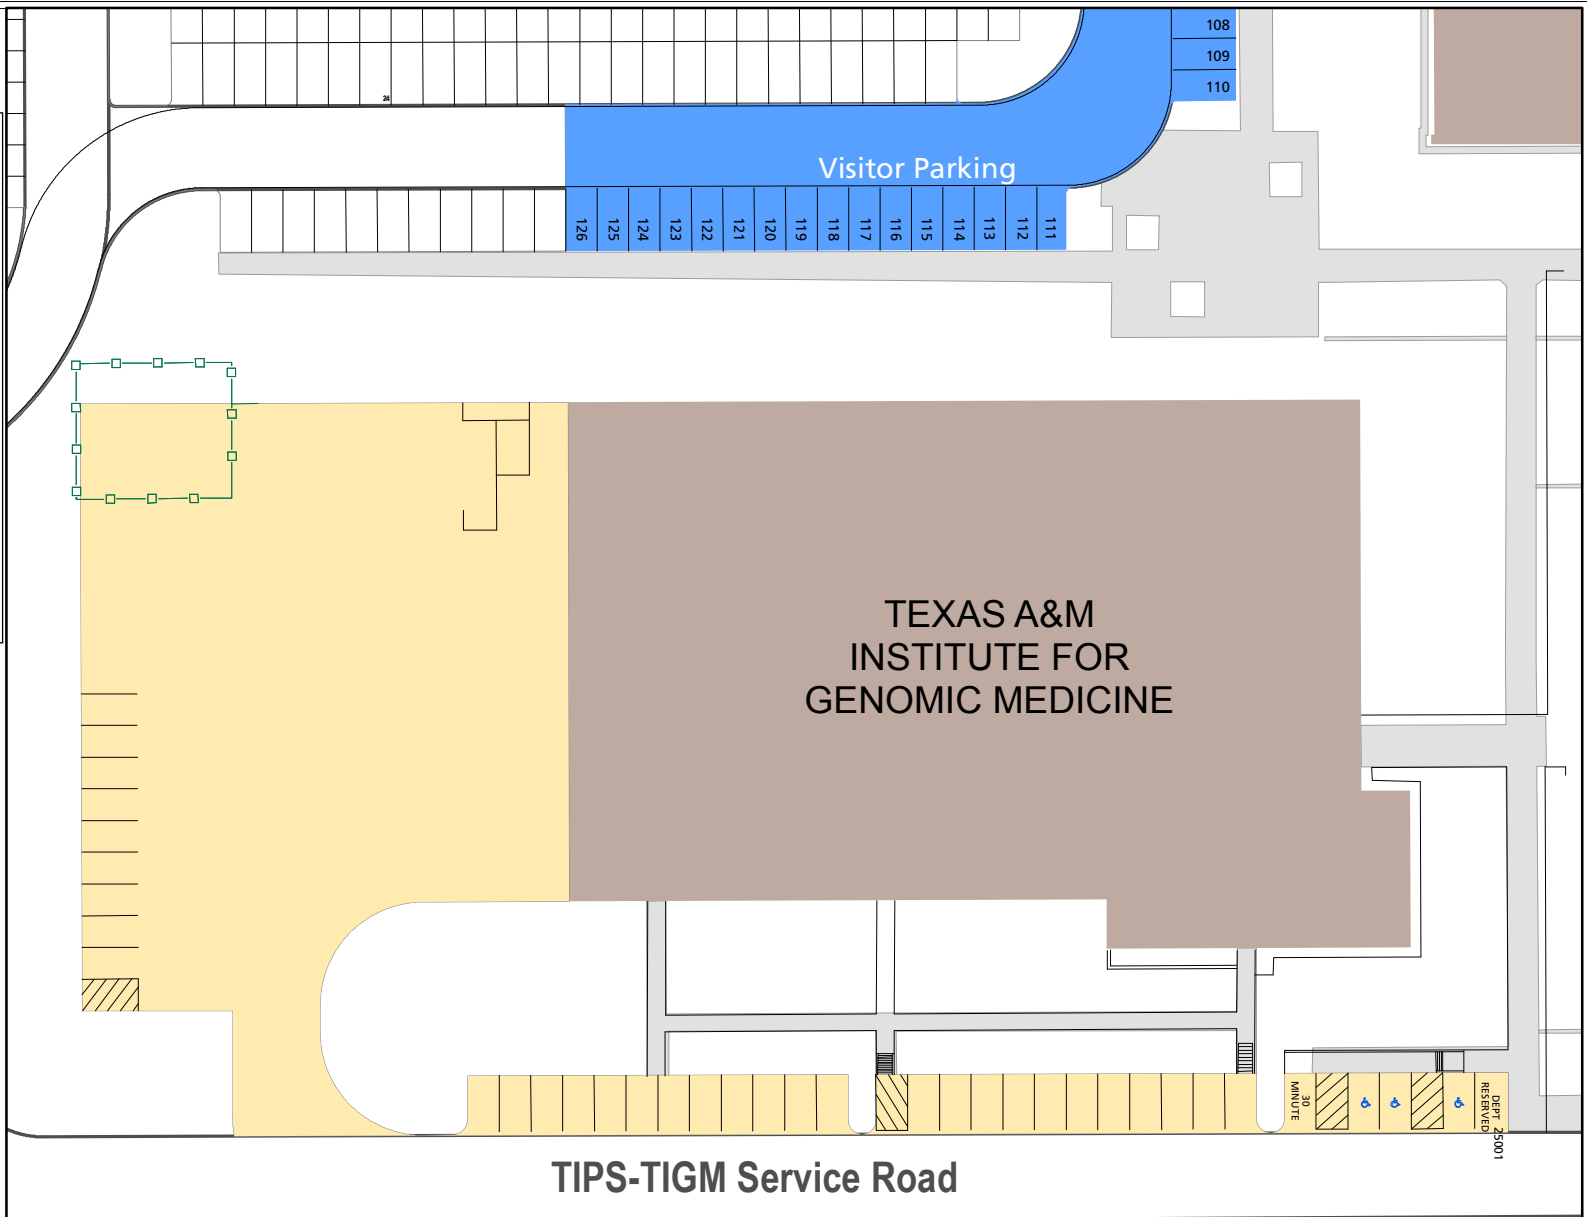 108
109
110
24
Visitor Parking
126
125
124
123
122
121
120
119
118
117
116
115
114
113
112
111
TEXAS A&M
INSTITUTE FOR
GENOMIC MEDICINE
30
MINUTE
DEPT 25001
RESERVED
TIPS-TIGM Service Road